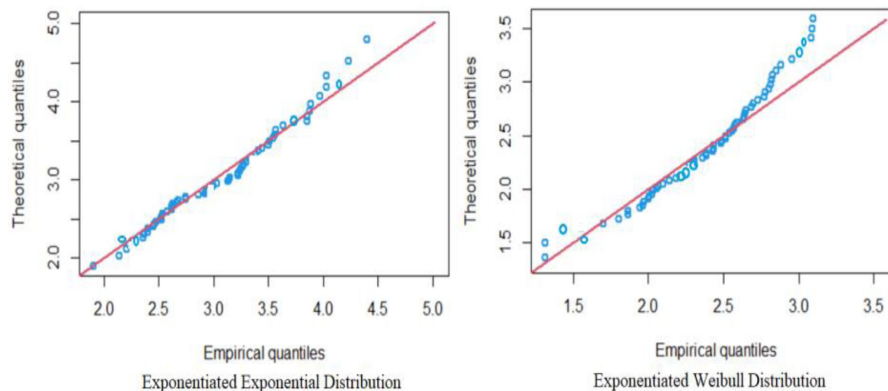 Theoretical quantiles
5.0
4.0
3.0
2.0
2.0 2.5 3.0 3.5 4.0 4.5 5.0
Empirical quantiles
Exponentiated Exponential Distribution
Theoretical quantiles
3.5
3.0
2.5
2.0
1.5
1.5 2.0 2.5 3.0 3.5
Empirical quantiles
Exponentiated Weibull Distribution